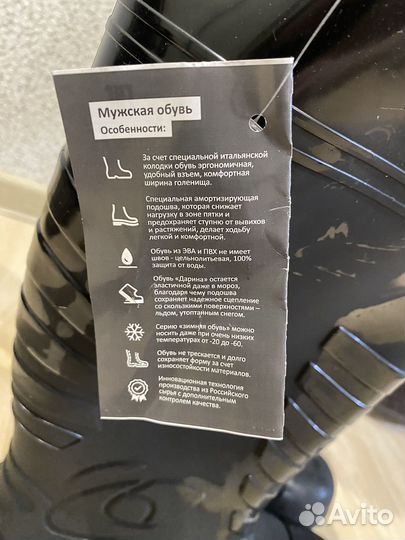 Мужская обувь
Особенности:
За счет специальной итальянской
колодки обувь эргономичная,
удобный взъем, комфортная
ширина голенища.
Специальная амортизирующая
подошва, которая снижает
нагрузку в зоне пятки и
предохраняет ступню от вывихов
и растяжений, делает ходьбу
легкой и комфортной.
Обувь из ЭВА и ПВХ не имеет
швов - цельнолитьевая, 100%
защита от воды.
Обувь «Дарина» остается
эластичной даже в мороз,
благодаря чему подошва
сохраняет надежное сцепление
со скользкими поверхностями –
льдом, утоптанным снегом.
Серию «зимняя обувь» можно
носить даже при очень низких
температурах от -20 до -60.
Обувь не трескается и долго
сохраняет форму за счет
износостойкости материалов.
Инновационная технология
производства из Российского
сырья с дополнительным
контролем качества.
Avito